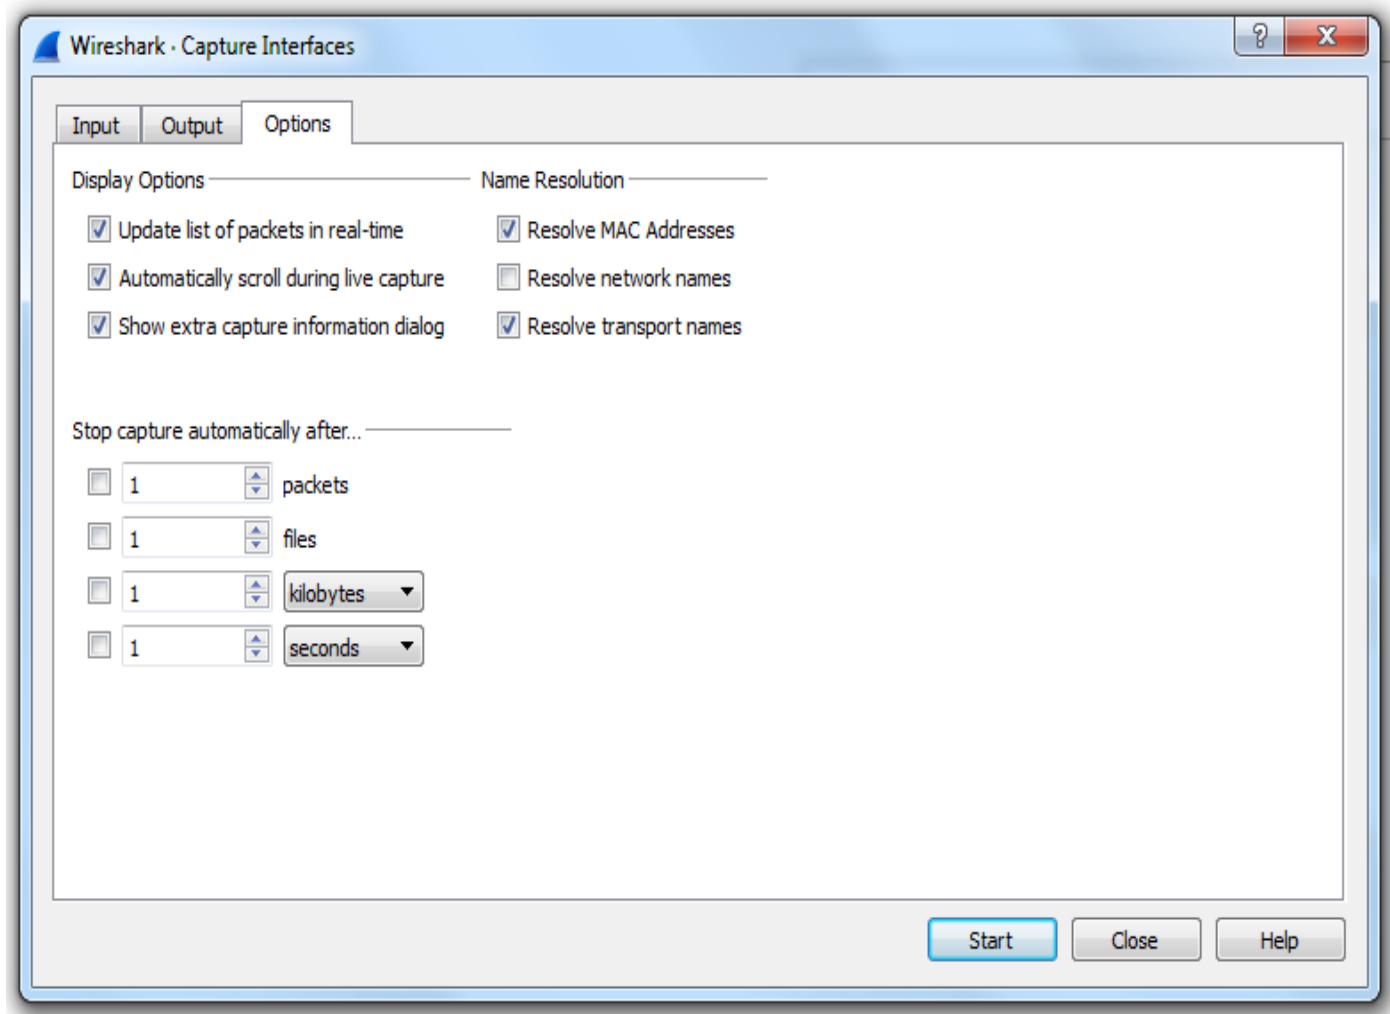 Wireshark · Capture Interfaces
? X
Input Output Options
Display Options
Update list of packets in real-time
Automatically scroll during live capture
Show extra capture information dialog
Name Resolution
Resolve MAC Addresses
Resolve network names
Resolve transport names
Stop capture automatically after...
1 packets
1 files
1 kilobytes
1 seconds
Start Close Help